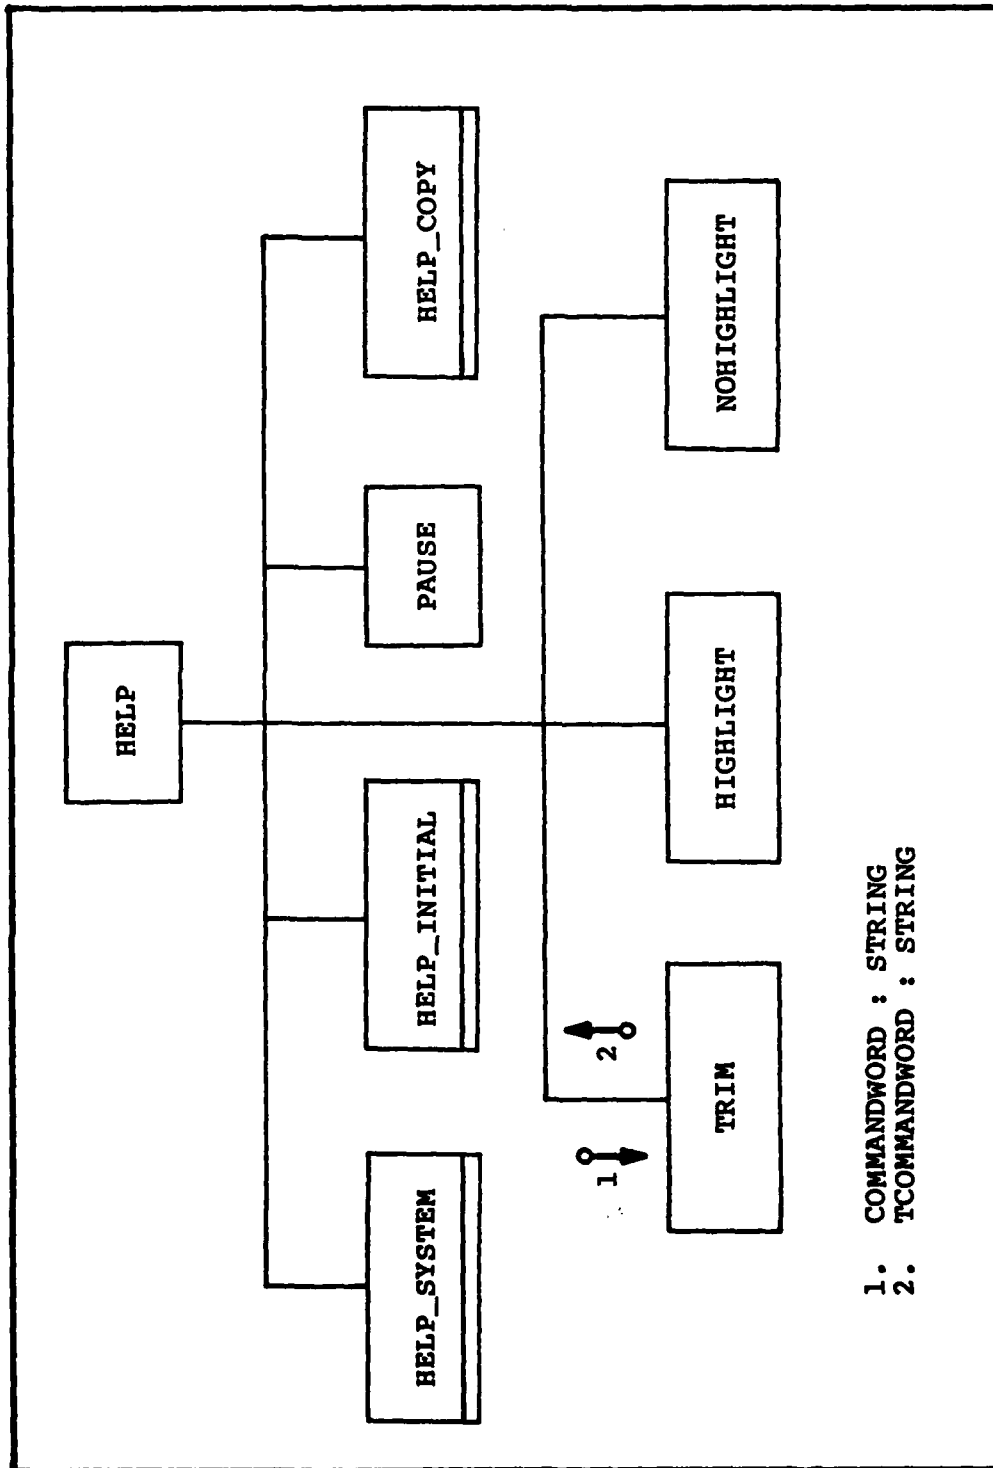 HELP
HELP_SYSTEM
HELP_INITIAL
PAUSE
HELP_COPY
1
2
TRIM
HIGHLIGHT
NOHIGHLIGHT
1. COMMANDWORD : STRING
2. TCOMMANDWORD : STRING